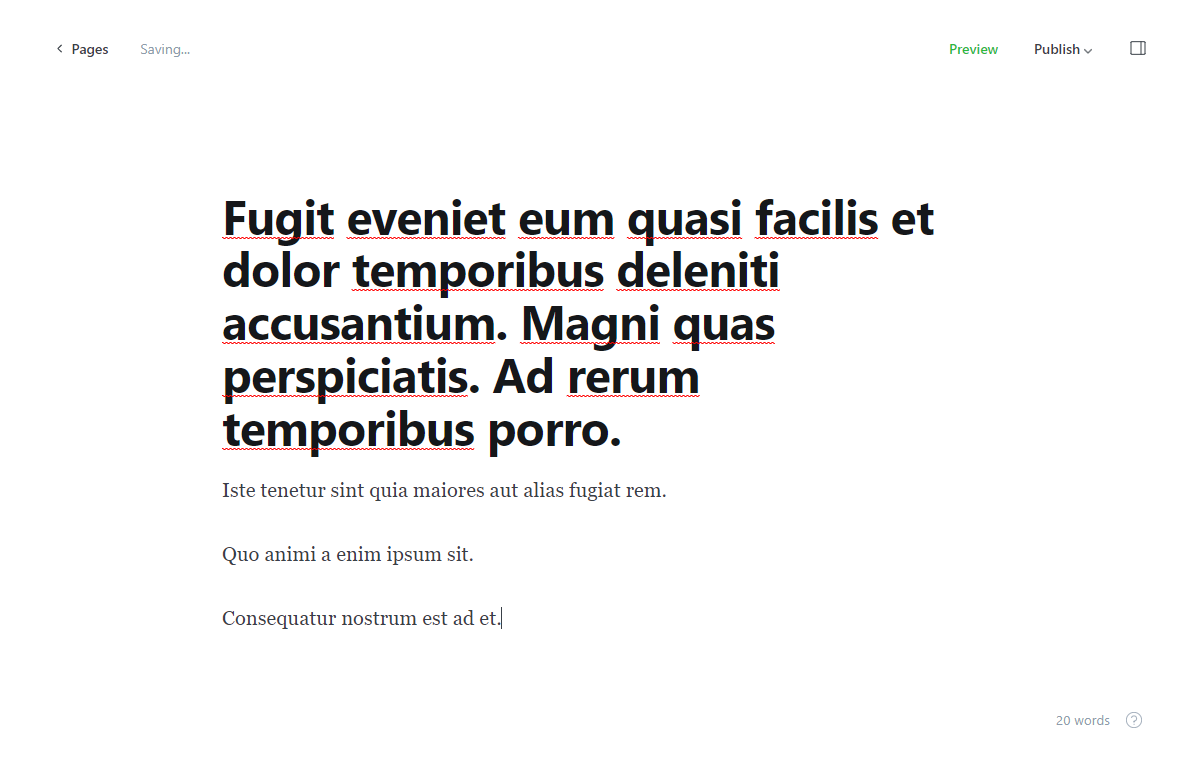 Pages
Saving...
Preview
Publish
Fugit eveniet eum quasi facilis et
dolor temporibus deleniti
accusantium. Magni quas
perspiciatis. Ad rerum
temporibus porro.
Iste tenetur sint quia maiores aut alias fugiat rem.
Quo animi a enim ipsum sit.
Consequatur nostrum est ad et.
20 words
?